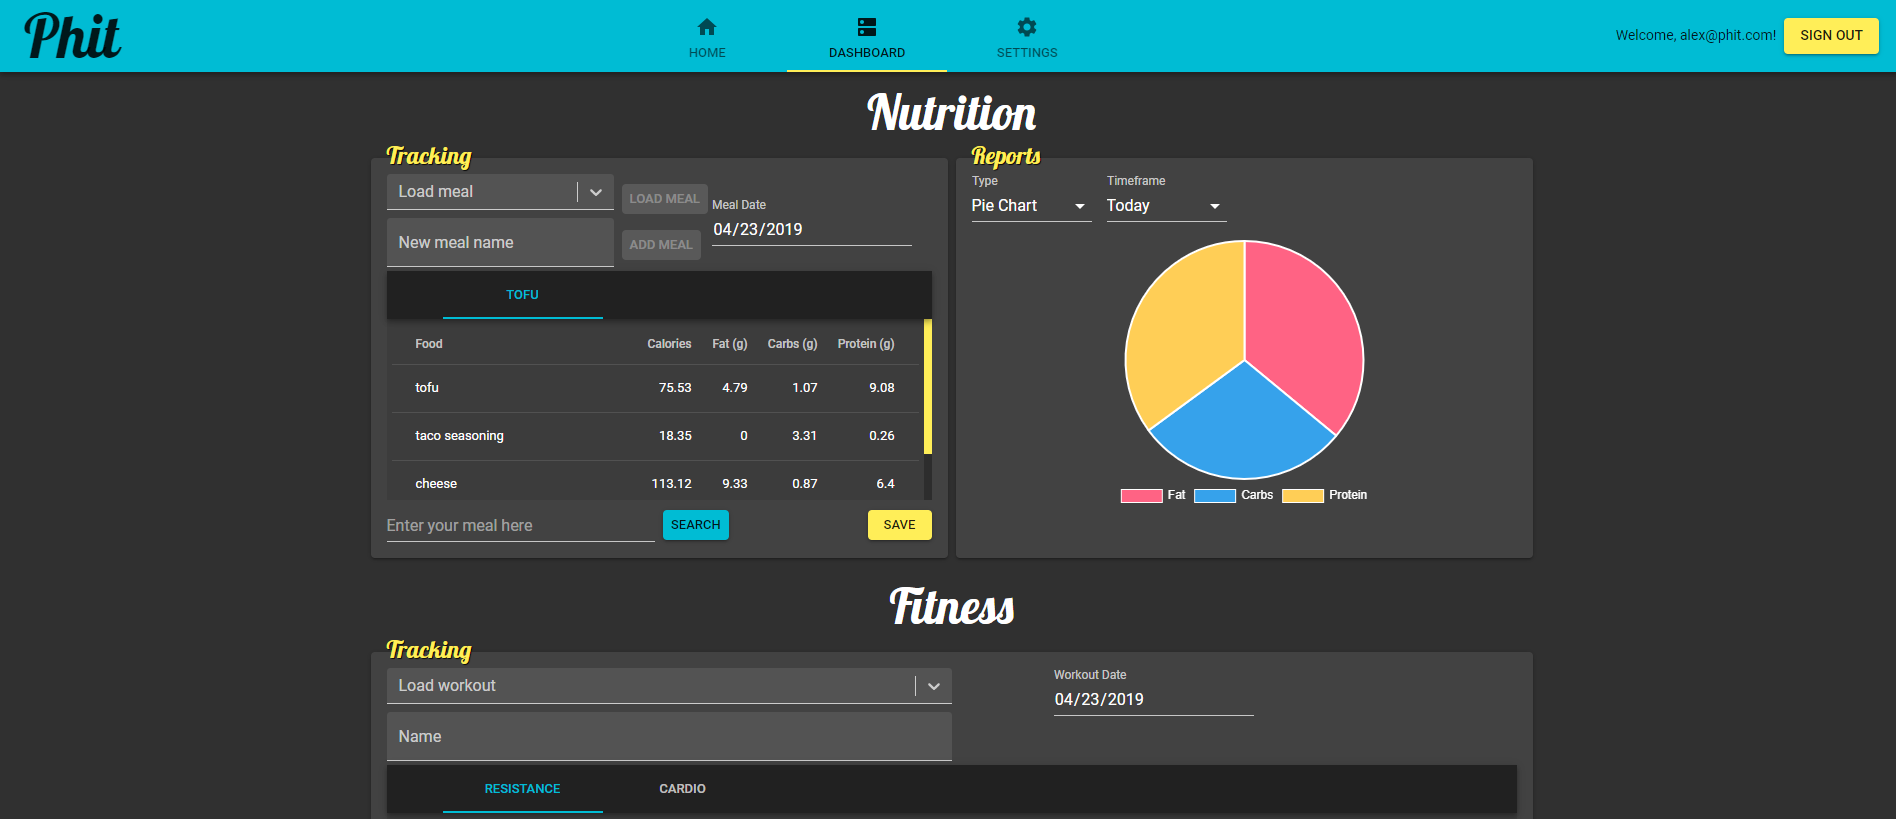 Phit
HOME
DASHBOARD
SETTINGS
Welcome, alex@phit.com!
SIGN OUT
Nutrition
Tracking
Load meal
LOAD MEAL
New meal name
ADD MEAL
Meal Date
04/23/2019
TOFU
Food Calories Fat (g) Carbs (g) Protein (g)
tofu 75.53 4.79 1.07 9.08
taco seasoning 18.35 0 3.31 0.26
cheese 113.12 9.33 0.87 6.4
Enter your meal here
SEARCH
SAVE
Reports
Type
Pie Chart
Timeframe
Today
Fat Carbs Protein
Fitness
Tracking
Load workout
Name
Workout Date
04/23/2019
RESISTANCE
CARDIO